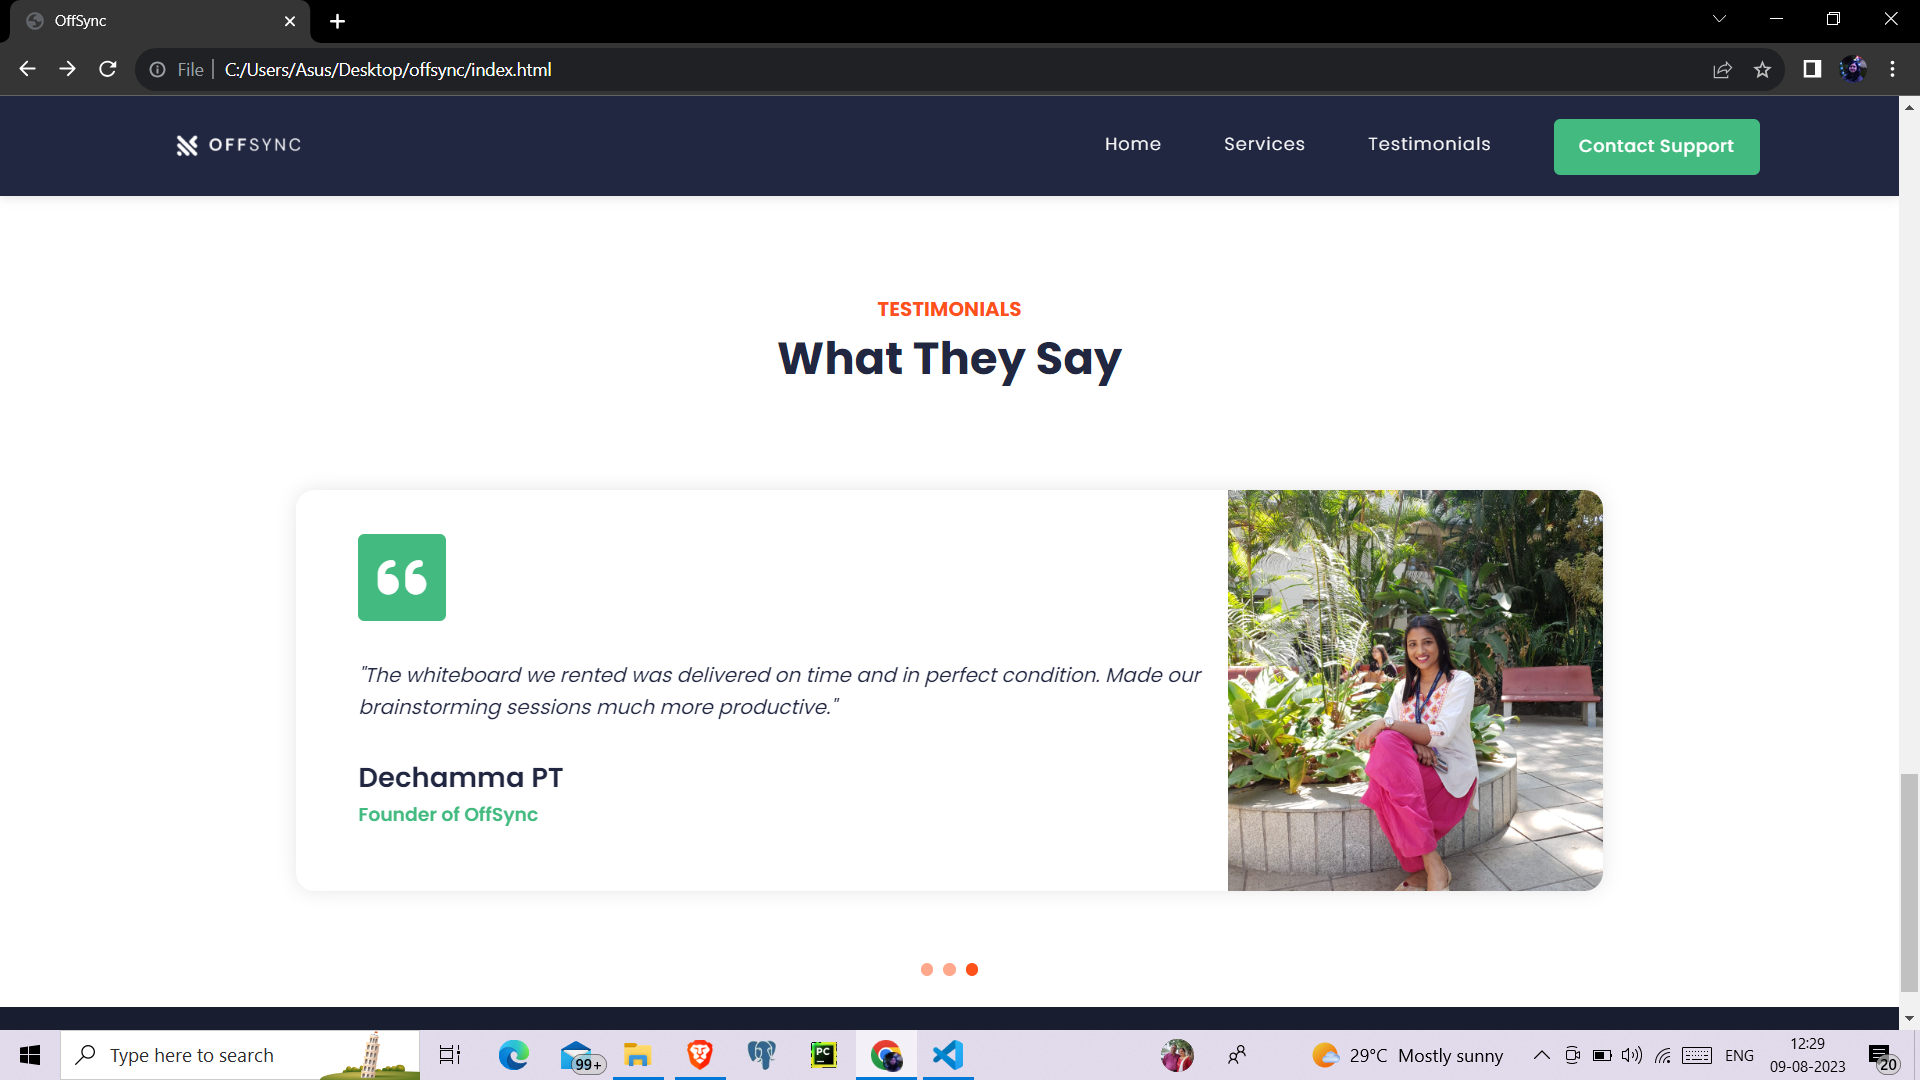 OffSync
File
C:/Users/Asus/Desktop/offsync/index.html
OFFSYNC
Home
Services
Testimonials
Contact Support
TESTIMONIALS
What They Say
"The whiteboard we rented was delivered on time and in perfect condition. Made our
brainstorming sessions much more productive."
Dechamma PT
Founder of OffSync
Type here to search
99+
PC
29°C Mostly sunny
ENG
12:29
09-08-2023
20